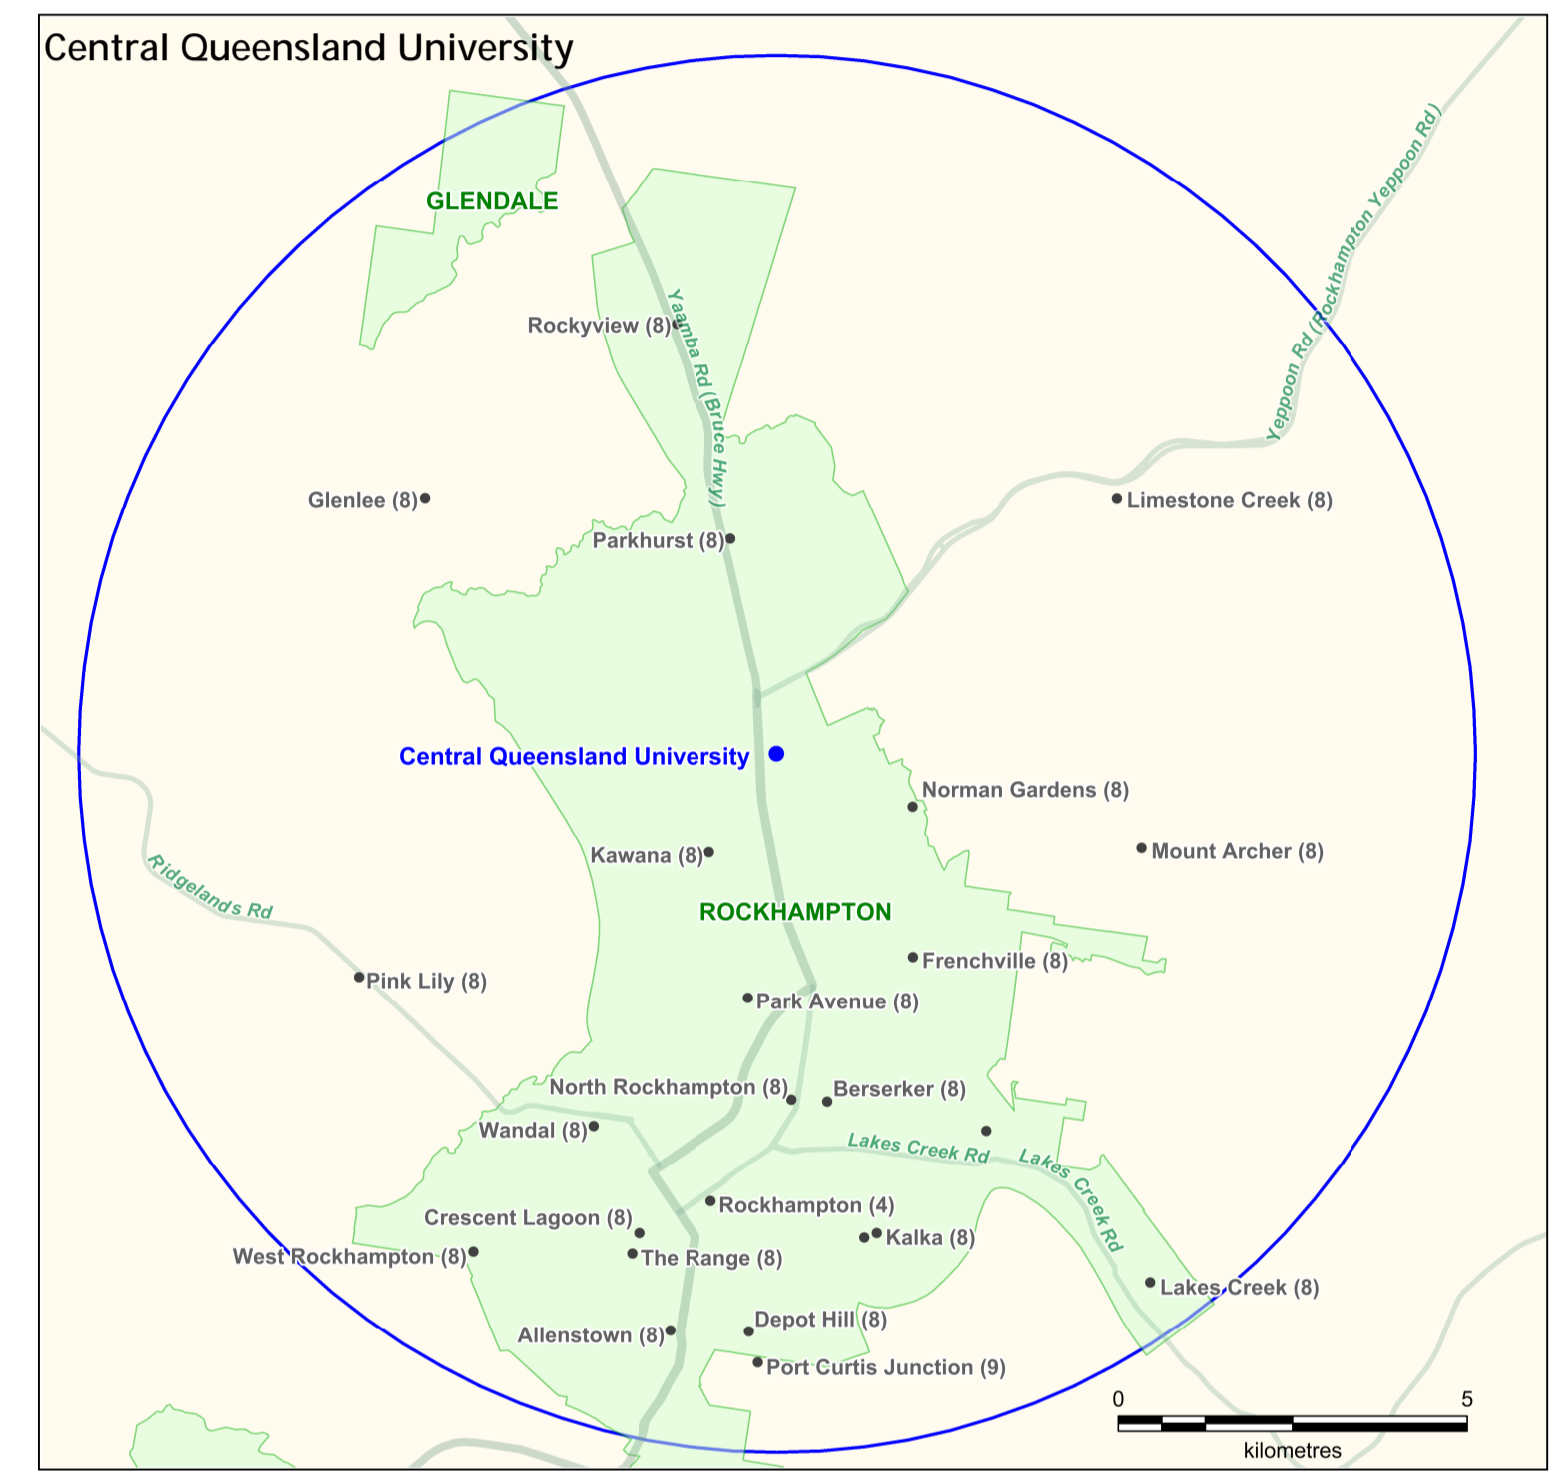 Central Queensland University
Yeppoon Rd (Rockhampton Yeppoon Rd)
GLENDALE
Rockyview (8)
Yaamba Rd (Bruce Hwy)
Glenlee (8)
Limestone Creek (8)
Parkhurst (8)
Central Queensland University
Norman Gardens (8)
Kawana (8)
Mount Archer (8)
Ridgelands Rd
ROCKHAMPTON
Frenchville (8)
Pink Lily (8)
Park Avenue (8)
North Rockhampton (8)
Berserker (8)
Wandal (8)
Lakes Creek Rd
Lakes Creek Rd
Rockhampton (4)
Crescent Lagoon (8)
Kalka (8)
West Rockhampton (8)
The Range (8)
Lakes Creek (8)
Depot Hill (8)
Allenstown (8)
Port Curtis Junction (9)
0 5
kilometres